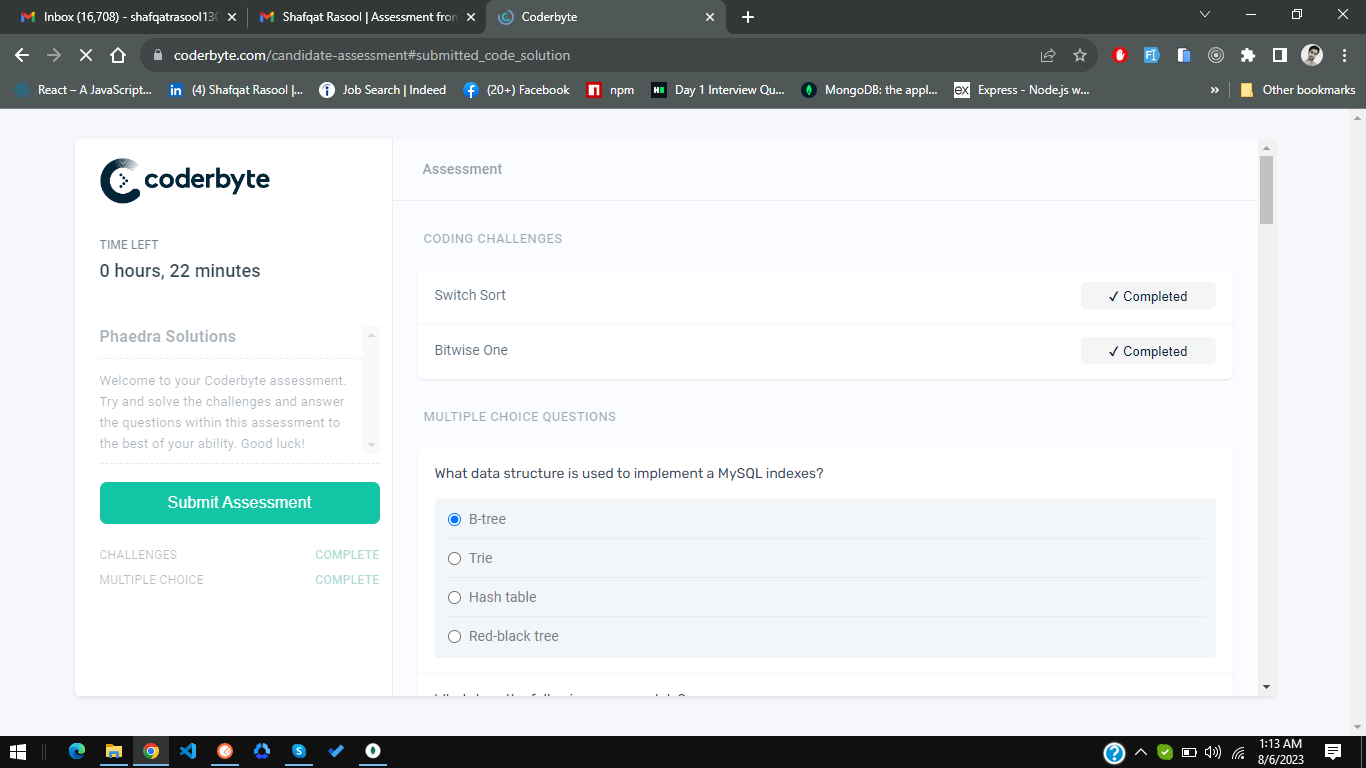 Inbox (16,708) - shafqatrasool130
Shafqat Rasool | Assessment from
Coderbyte
coderbyte.com/candidate-assessment#submitted_code_solution
React – A JavaScript...
(4) Shafqat Rasool |...
Job Search | Indeed
(20+) Facebook
npm
Day 1 Interview Qu...
MongoDB: the appl...
ex Express - Node.js w...
» Other bookmarks
coderbyte
TIME LEFT
0 hours, 22 minutes
Phaedra Solutions
Welcome to your Coderbyte assessment.
Try and solve the challenges and answer
the questions within this assessment to
the best of your ability. Good luck!
Submit Assessment
CHALLENGES COMPLETE
MULTIPLE CHOICE COMPLETE
Assessment
CODING CHALLENGES
Switch Sort ✓ Completed
Bitwise One ✓ Completed
MULTIPLE CHOICE QUESTIONS
What data structure is used to implement a MySQL indexes?
B-tree
Trie
Hash table
Red-black tree
1:13 AM
8/6/2023